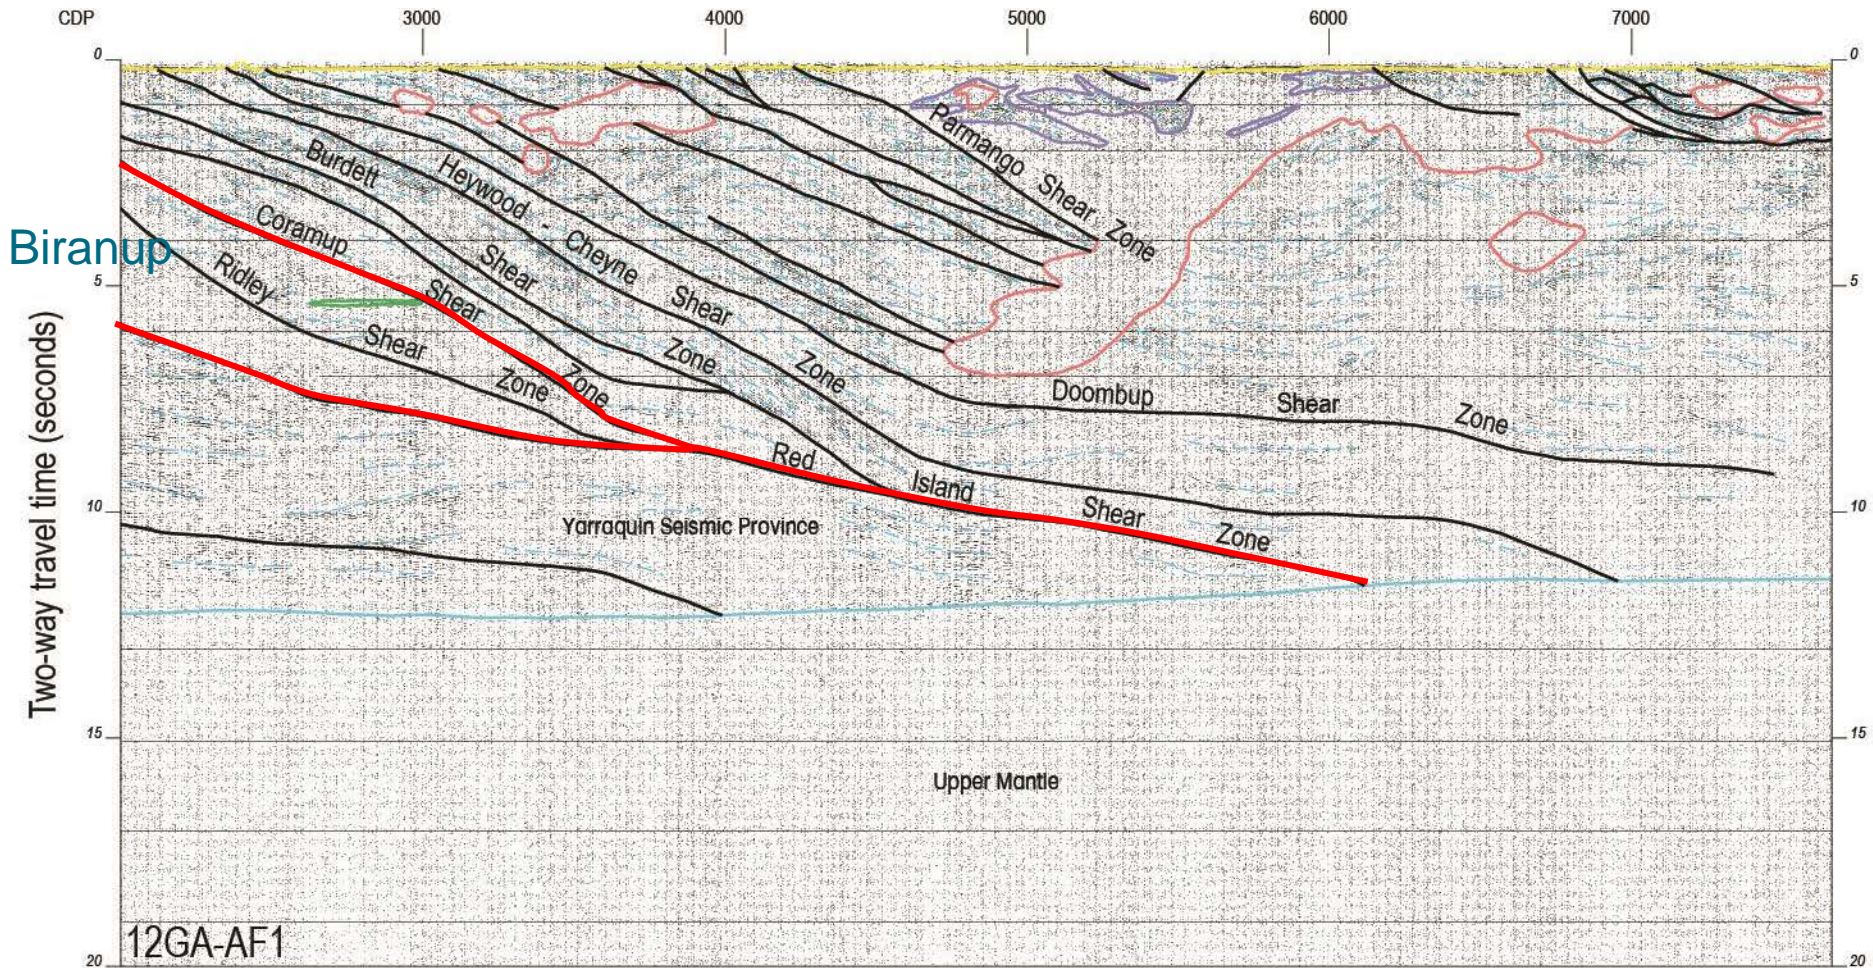 CDP 3000 4000 5000 6000 7000
0 0
Parmango Shear Zone
Burdett Shear Zone
Heywood - Cheyne Shear Zone
Coramup Shear Zone
Biranup
Ridley Shear Zone
5 5
Doombup Shear Zone
Red Island Shear Zone
10 10
Yarraquin Seismic Province
Two-way travel time (seconds)
15 15
Upper Mantle
12GA-AF1
20 20